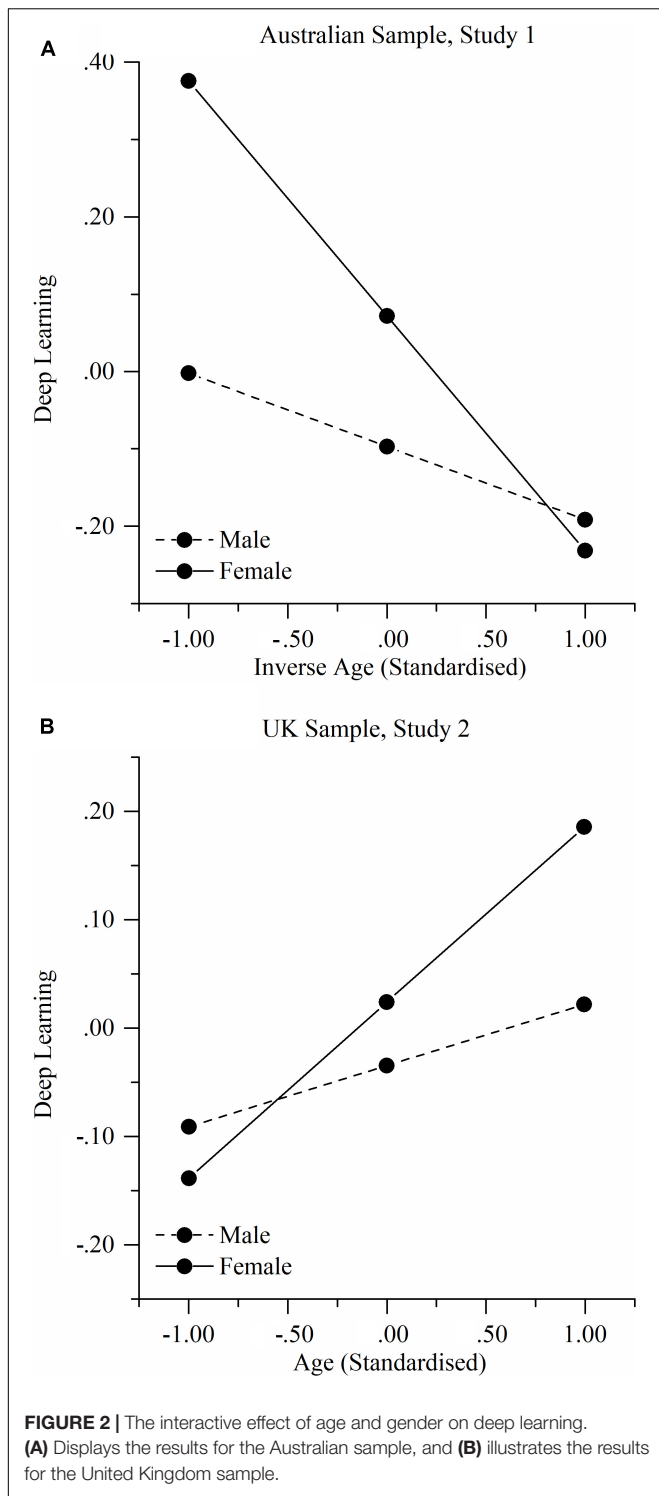 A
Australian Sample, Study 1
.40
.20
.00
-.20
Deep Learning
Male
Female
-1.00 -.50 .00 .50 1.00
Inverse Age (Standardised)
B
UK Sample, Study 2
.20
.10
.00
-.10
-.20
Deep Learning
Male
Female
-1.00 -.50 .00 .50 1.00
Age (Standardised)
FIGURE 2 | The interactive effect of age and gender on deep learning.
(A) Displays the results for the Australian sample, and (B) illustrates the results
for the United Kingdom sample.